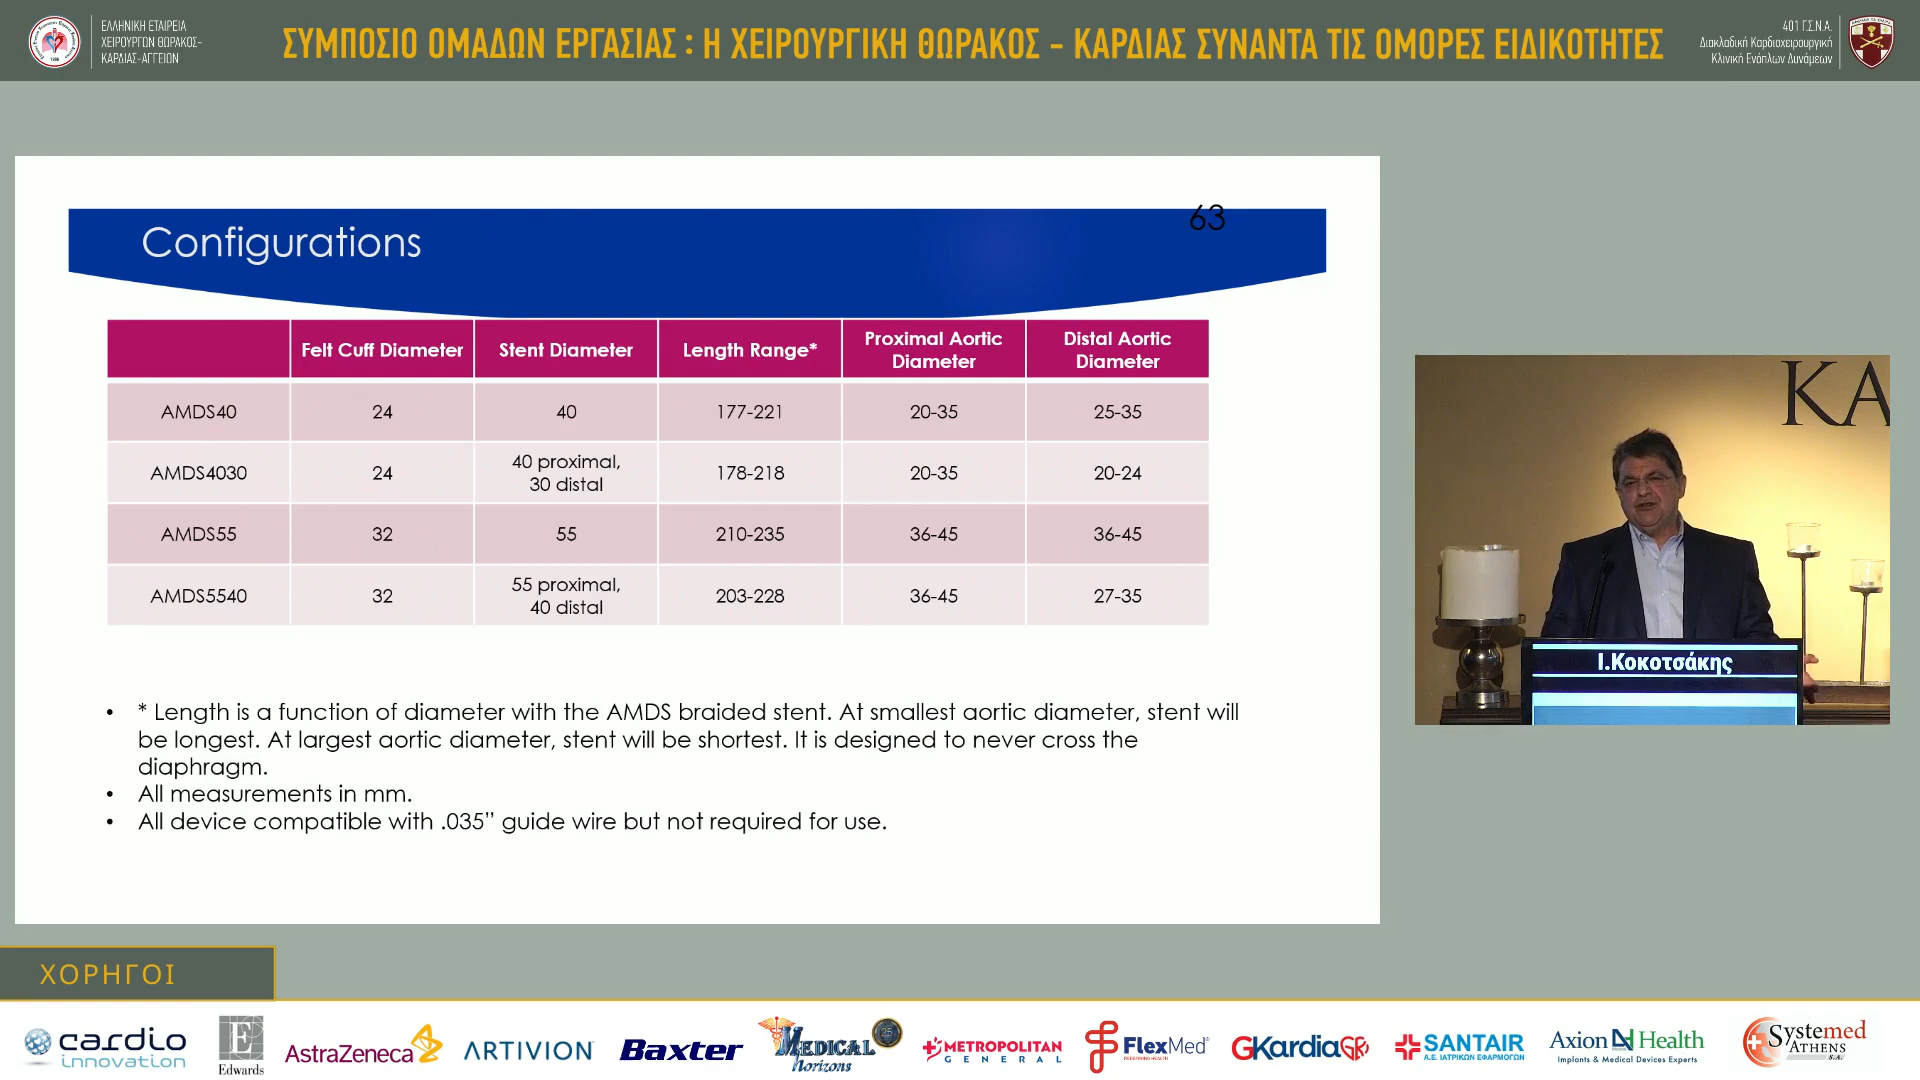 ΕΛΛΗΝΙΚΗ ΕΤΑΙΡΕΙΑ
ΧΕΙΡΟΥΡΓΩΝ ΘΩΡΑΚΟΣ-
ΚΑΡΔΙΑΣ-ΑΓΓΕΙΩΝ
ΣΥΜΠΟΣΙΟ ΟΜΑΔΩΝ ΕΡΓΑΣΙΑΣ : Η ΧΕΙΡΟΥΡΓΙΚΗ ΘΩΡΑΚΟΣ - ΚΑΡΔΙΑΣ ΣΥΝΑΝΤΑ ΤΙΣ ΟΜΟΡΕΣ ΕΙΔΙΚΟΤΗΤΕΣ
401 Γ.Σ.Ν.Α.
Διακλαδική Καρδιοχειρουργική
Κλινική Ενόπλων Δυνάμεων
63
Configurations
Felt Cuff Diameter Stent Diameter Length Range* Proximal Aortic Diameter Distal Aortic Diameter
AMDS40 24 40 177-221 20-35 25-35
AMDS4030 24 40 proximal, 30 distal 178-218 20-35 20-24
AMDS55 32 55 210-235 36-45 36-45
AMDS5540 32 55 proximal, 40 distal 203-228 36-45 27-35
• * Length is a function of diameter with the AMDS braided stent. At smallest aortic diameter, stent will
be longest. At largest aortic diameter, stent will be shortest. It is designed to never cross the
diaphragm.
• All measurements in mm.
• All device compatible with .035” guide wire but not required for use.
KA
Ι.Κοκοτσάκης
ΧΟΡΗΓΟΙ
cardio
innovation
E
Edwards
AstraZeneca
ARTIVION
Baxter
MEDICAL
Horizons
25
METROPOLITAN
GENERAL
FlexMed
REDEFINING HEALTH
GKardiaGR
SANTAIR
Α.Ε. ΙΑΤΡΙΚΩΝ ΕΦΑΡΜΟΓΩΝ
Axion Health
Implants & Medical Devices Experts
Systemed
ATHENS
S.A.